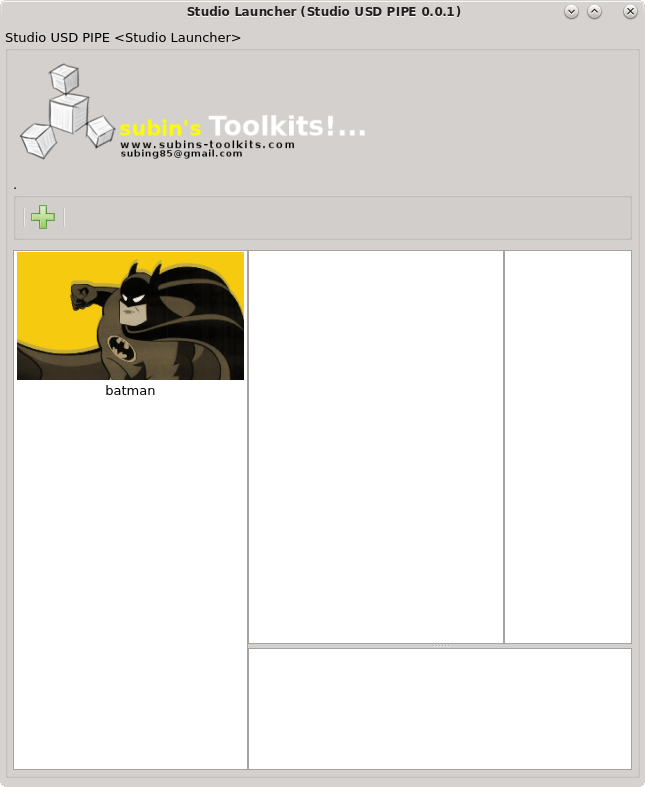 Studio Launcher (Studio USD PIPE 0.0.1)
Studio USD PIPE <Studio Launcher>
subin's Toolkits!...
www.subins-toolkits.com
subing85@gmail.com
.
batman